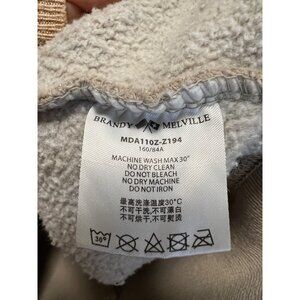 BRANDY MELVILLE
MDA110Z-Z194
160/84A
MACHINE WASH MAX 30°
NO DRY CLEAN
DO NOT BLEACH
NO DRY MACHINE
DO NOT IRON
最高洗涤温度30°C
不可干洗,不可漂白
不可烘干,不可熨烫
30°